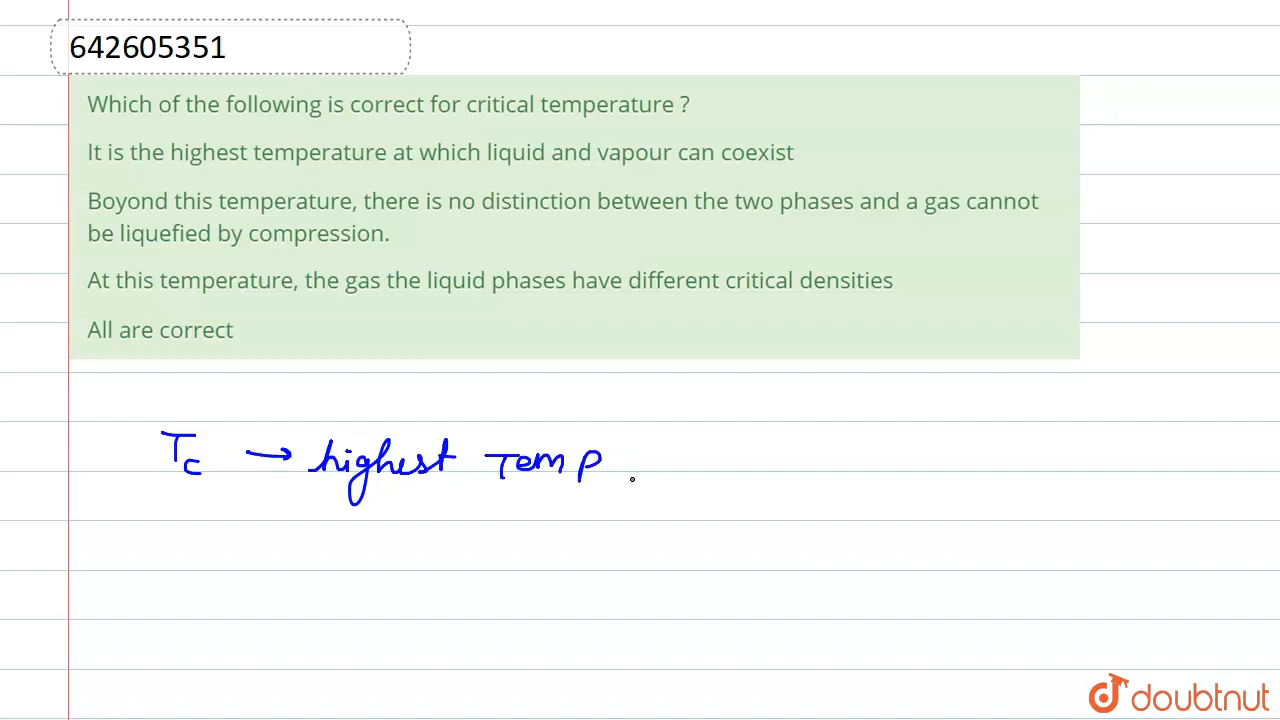 642605351
Which of the following is correct for critical temperature ?
It is the highest temperature at which liquid and vapour can coexist
Boyond this temperature, there is no distinction between the two phases and a gas cannot
be liquefied by compression.
At this temperature, the gas the liquid phases have different critical densities
All are correct
Tc → highest Temp
doubtnut